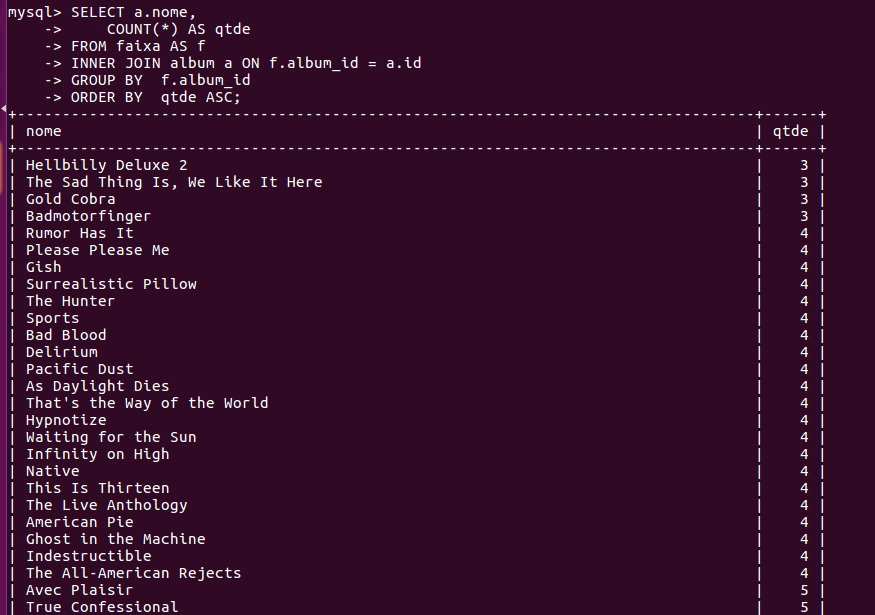 mysql> SELECT a.nome,
    ->     COUNT(*) AS qtde
    -> FROM faixa AS f
    -> INNER JOIN album a ON f.album_id = a.id
    -> GROUP BY  f.album_id
    -> ORDER BY  qtde ASC;
+----------------------------------------------------------------------------------+------+
| nome                                                                             | qtde |
+----------------------------------------------------------------------------------+------+
| Hellbilly Deluxe 2                                                               |    3 |
| The Sad Thing Is, We Like It Here                                                |    3 |
| Gold Cobra                                                                       |    3 |
| Badmotorfinger                                                                   |    3 |
| Rumor Has It                                                                     |    4 |
| Please Please Me                                                                 |    4 |
| Gish                                                                             |    4 |
| Surrealistic Pillow                                                              |    4 |
| The Hunter                                                                       |    4 |
| Sports                                                                           |    4 |
| Bad Blood                                                                        |    4 |
| Delirium                                                                         |    4 |
| Pacific Dust                                                                     |    4 |
| As Daylight Dies                                                                 |    4 |
| That's the Way of the World                                                      |    4 |
| Hypnotize                                                                        |    4 |
| Waiting for the Sun                                                              |    4 |
| Infinity on High                                                                 |    4 |
| Native                                                                           |    4 |
| This Is Thirteen                                                                 |    4 |
| The Live Anthology                                                               |    4 |
| American Pie                                                                     |    4 |
| Ghost in the Machine                                                             |    4 |
| Indestructible                                                                   |    4 |
| The All-American Rejects                                                         |    4 |
| Avec Plaisir                                                                     |    5 |
| True Confessional                                                                |    5 |